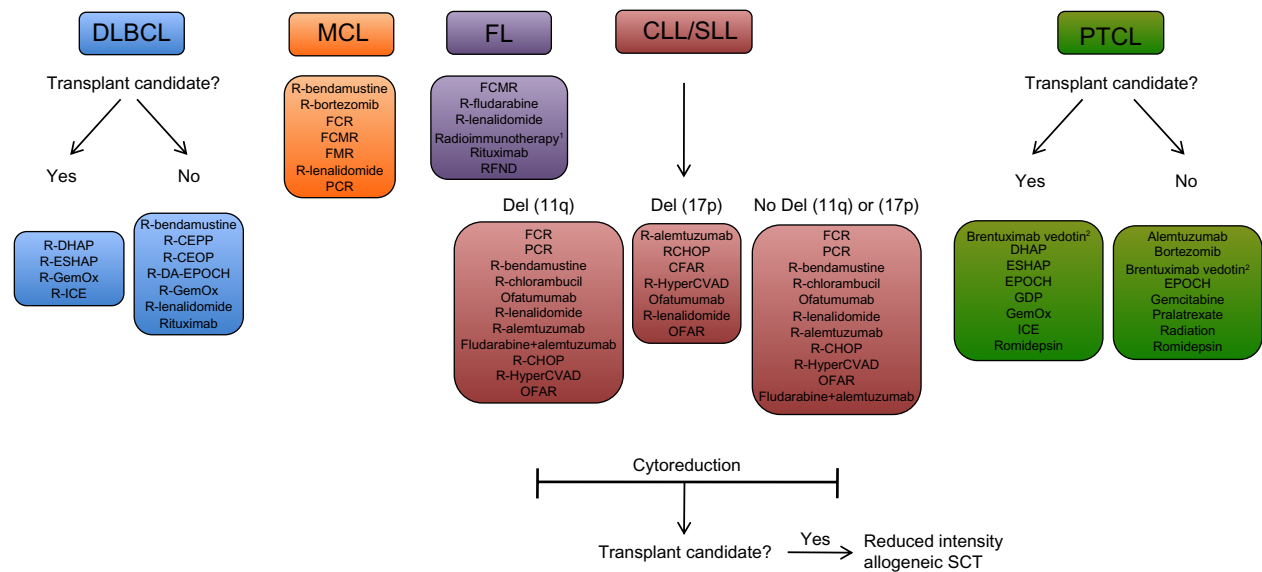 DLBCL
Transplant candidate?
Yes
No
R-DHAP
R-ESHAP
R-GemOx
R-ICE
R-bendamustine
R-CEPP
R-CEOP
R-DA-EPOCH
R-GemOx
R-lenalidomide
Rituximab
MCL
R-bendamustine
R-bortezomib
FCR
FCMR
FMR
R-lenalidomide
PCR
FL
FCMR
R-fludarabine
R-lenalidomide
Radioimmunotherapy¹
Rituximab
RFND
CLL/SLL
Del (11q)
FCR
PCR
R-bendamustine
R-chlorambucil
Ofatumumab
R-lenalidomide
R-alemtuzumab
Fludarabine+alemtuzumab
R-CHOP
R-HyperCVAD
OFAR
Del (17p)
R-alemtuzumab
RCHOP
CFAR
R-HyperCVAD
Ofatumumab
R-lenalidomide
OFAR
No Del (11q) or (17p)
FCR
PCR
R-bendamustine
R-chlorambucil
Ofatumumab
R-lenalidomide
R-alemtuzumab
R-CHOP
R-HyperCVAD
OFAR
Fludarabine+alemtuzumab
Cytoreduction
Transplant candidate?
Yes
Reduced intensity
allogeneic SCT
PTCL
Transplant candidate?
Yes
No
Brentuximab vedotin²
DHAP
ESHAP
EPOCH
GDP
GemOx
ICE
Romidepsin
Alemtuzumab
Bortezomib
Brentuximab vedotin²
EPOCH
Gemcitabine
Pralatrexate
Radiation
Romidepsin